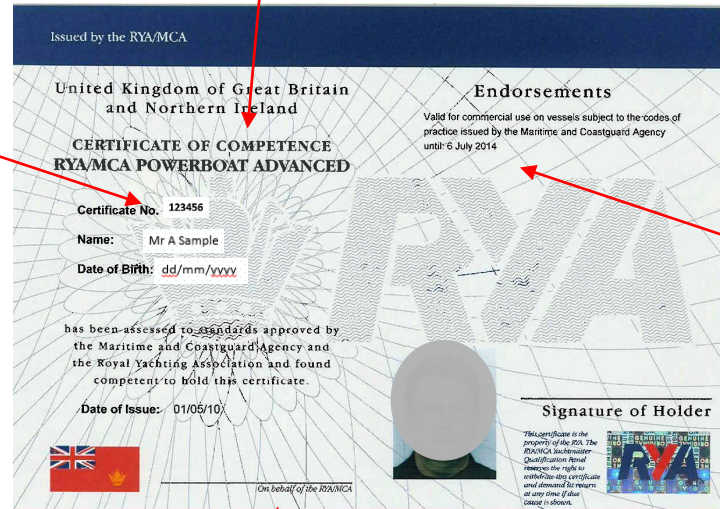 Issued by the RYA/MCA
United Kingdom of Great Britain
and Northern Ireland
CERTIFICATE OF COMPETENCE
RYA/MCA POWERBOAT ADVANCED
Certificate No. 123456
Name: Mr A Sample
Date of Birth: dd/mm/yyyy
has been assessed to standards approved by
the Maritime and Coastguard Agency and
the Royal Yachting Association and found
competent to hold this certificate.
Date of Issue: 01/05/10
On behalf of the RYA/MCA
Endorsements
Valid for commercial use on vessels subject to the codes of
practice issued by the Maritime and Coastguard Agency
until: 6 July 2014
RYA
Signature of Holder
This certificate is the
property of the RYA. The
RYA/MCA Yachtmaster
Qualification Panel
reserves the right to
withdraw this certificate
and demand its return
at any time if due
cause is shown.
GENUINE
RYA